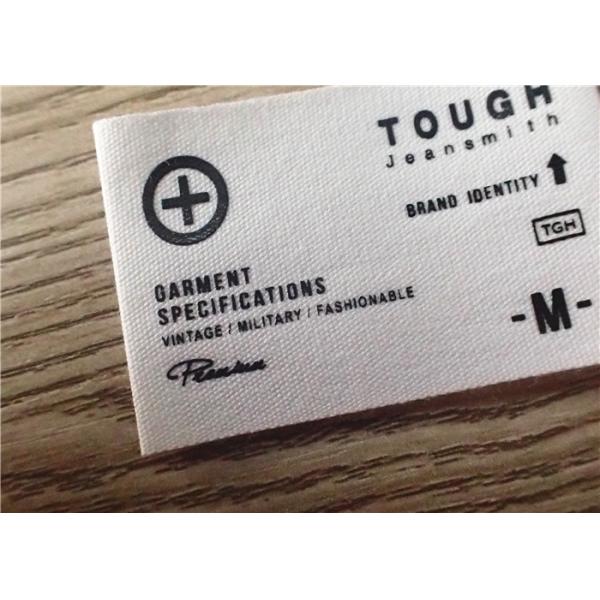 TOUGH
Jeansmith
BRAND IDENTITY
TGH
GARMENT
SPECIFICATIONS
VINTAGE / MILITARY / FASHIONABLE
-M-
Premium